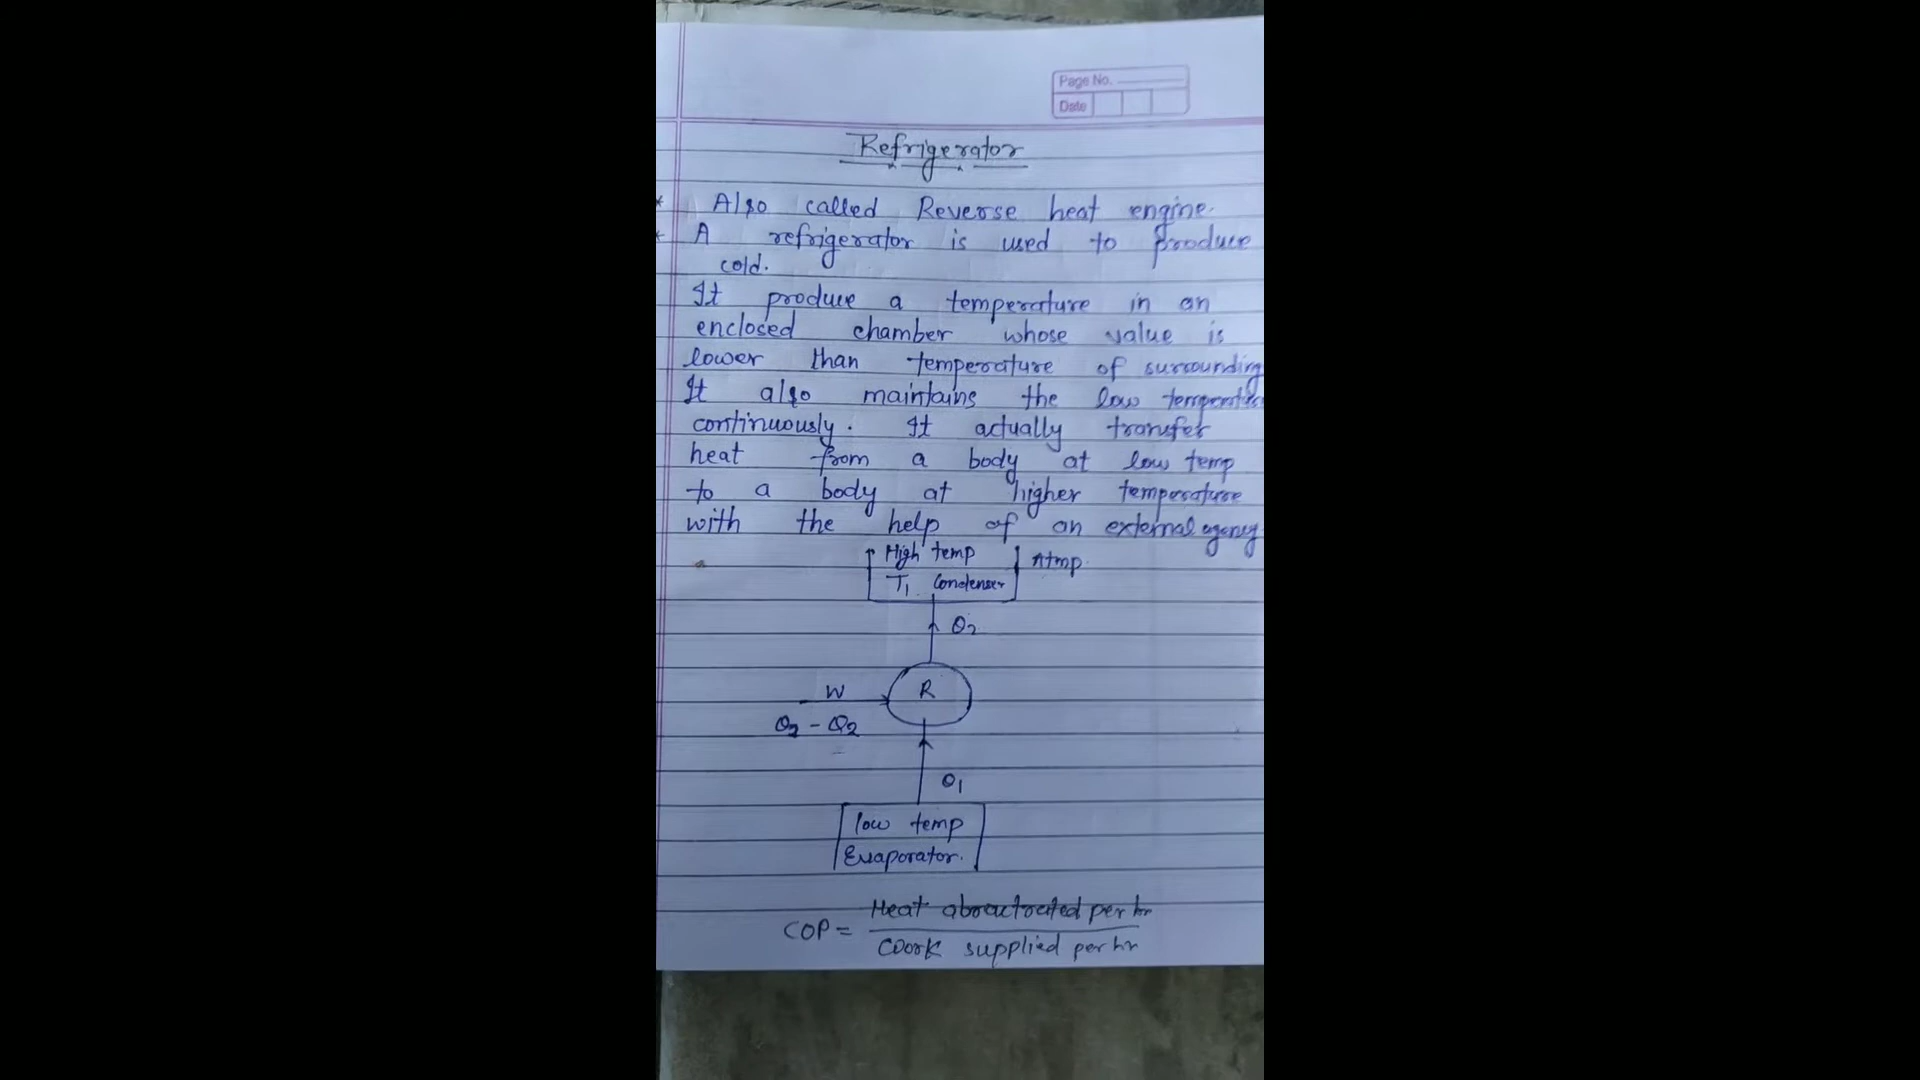 Page No.
Date
Refrigerator
* Also called Reverse heat engine.
* A refrigerator is used to produce
cold.
It produce a temperature in an
enclosed chamber whose value is
lower than temperature of surrounding
It also maintains the low temperature
continuously. It actually transfer
heat from a body at low temp
to a body at higher temperature
with the help of an external agency
High temp Atmp.
T1 Condenser
Q2
W
R
Q2 - Q2
Q1
low temp
Evaporator.
Heat abractrated per hr
COP =
Work supplied per hr